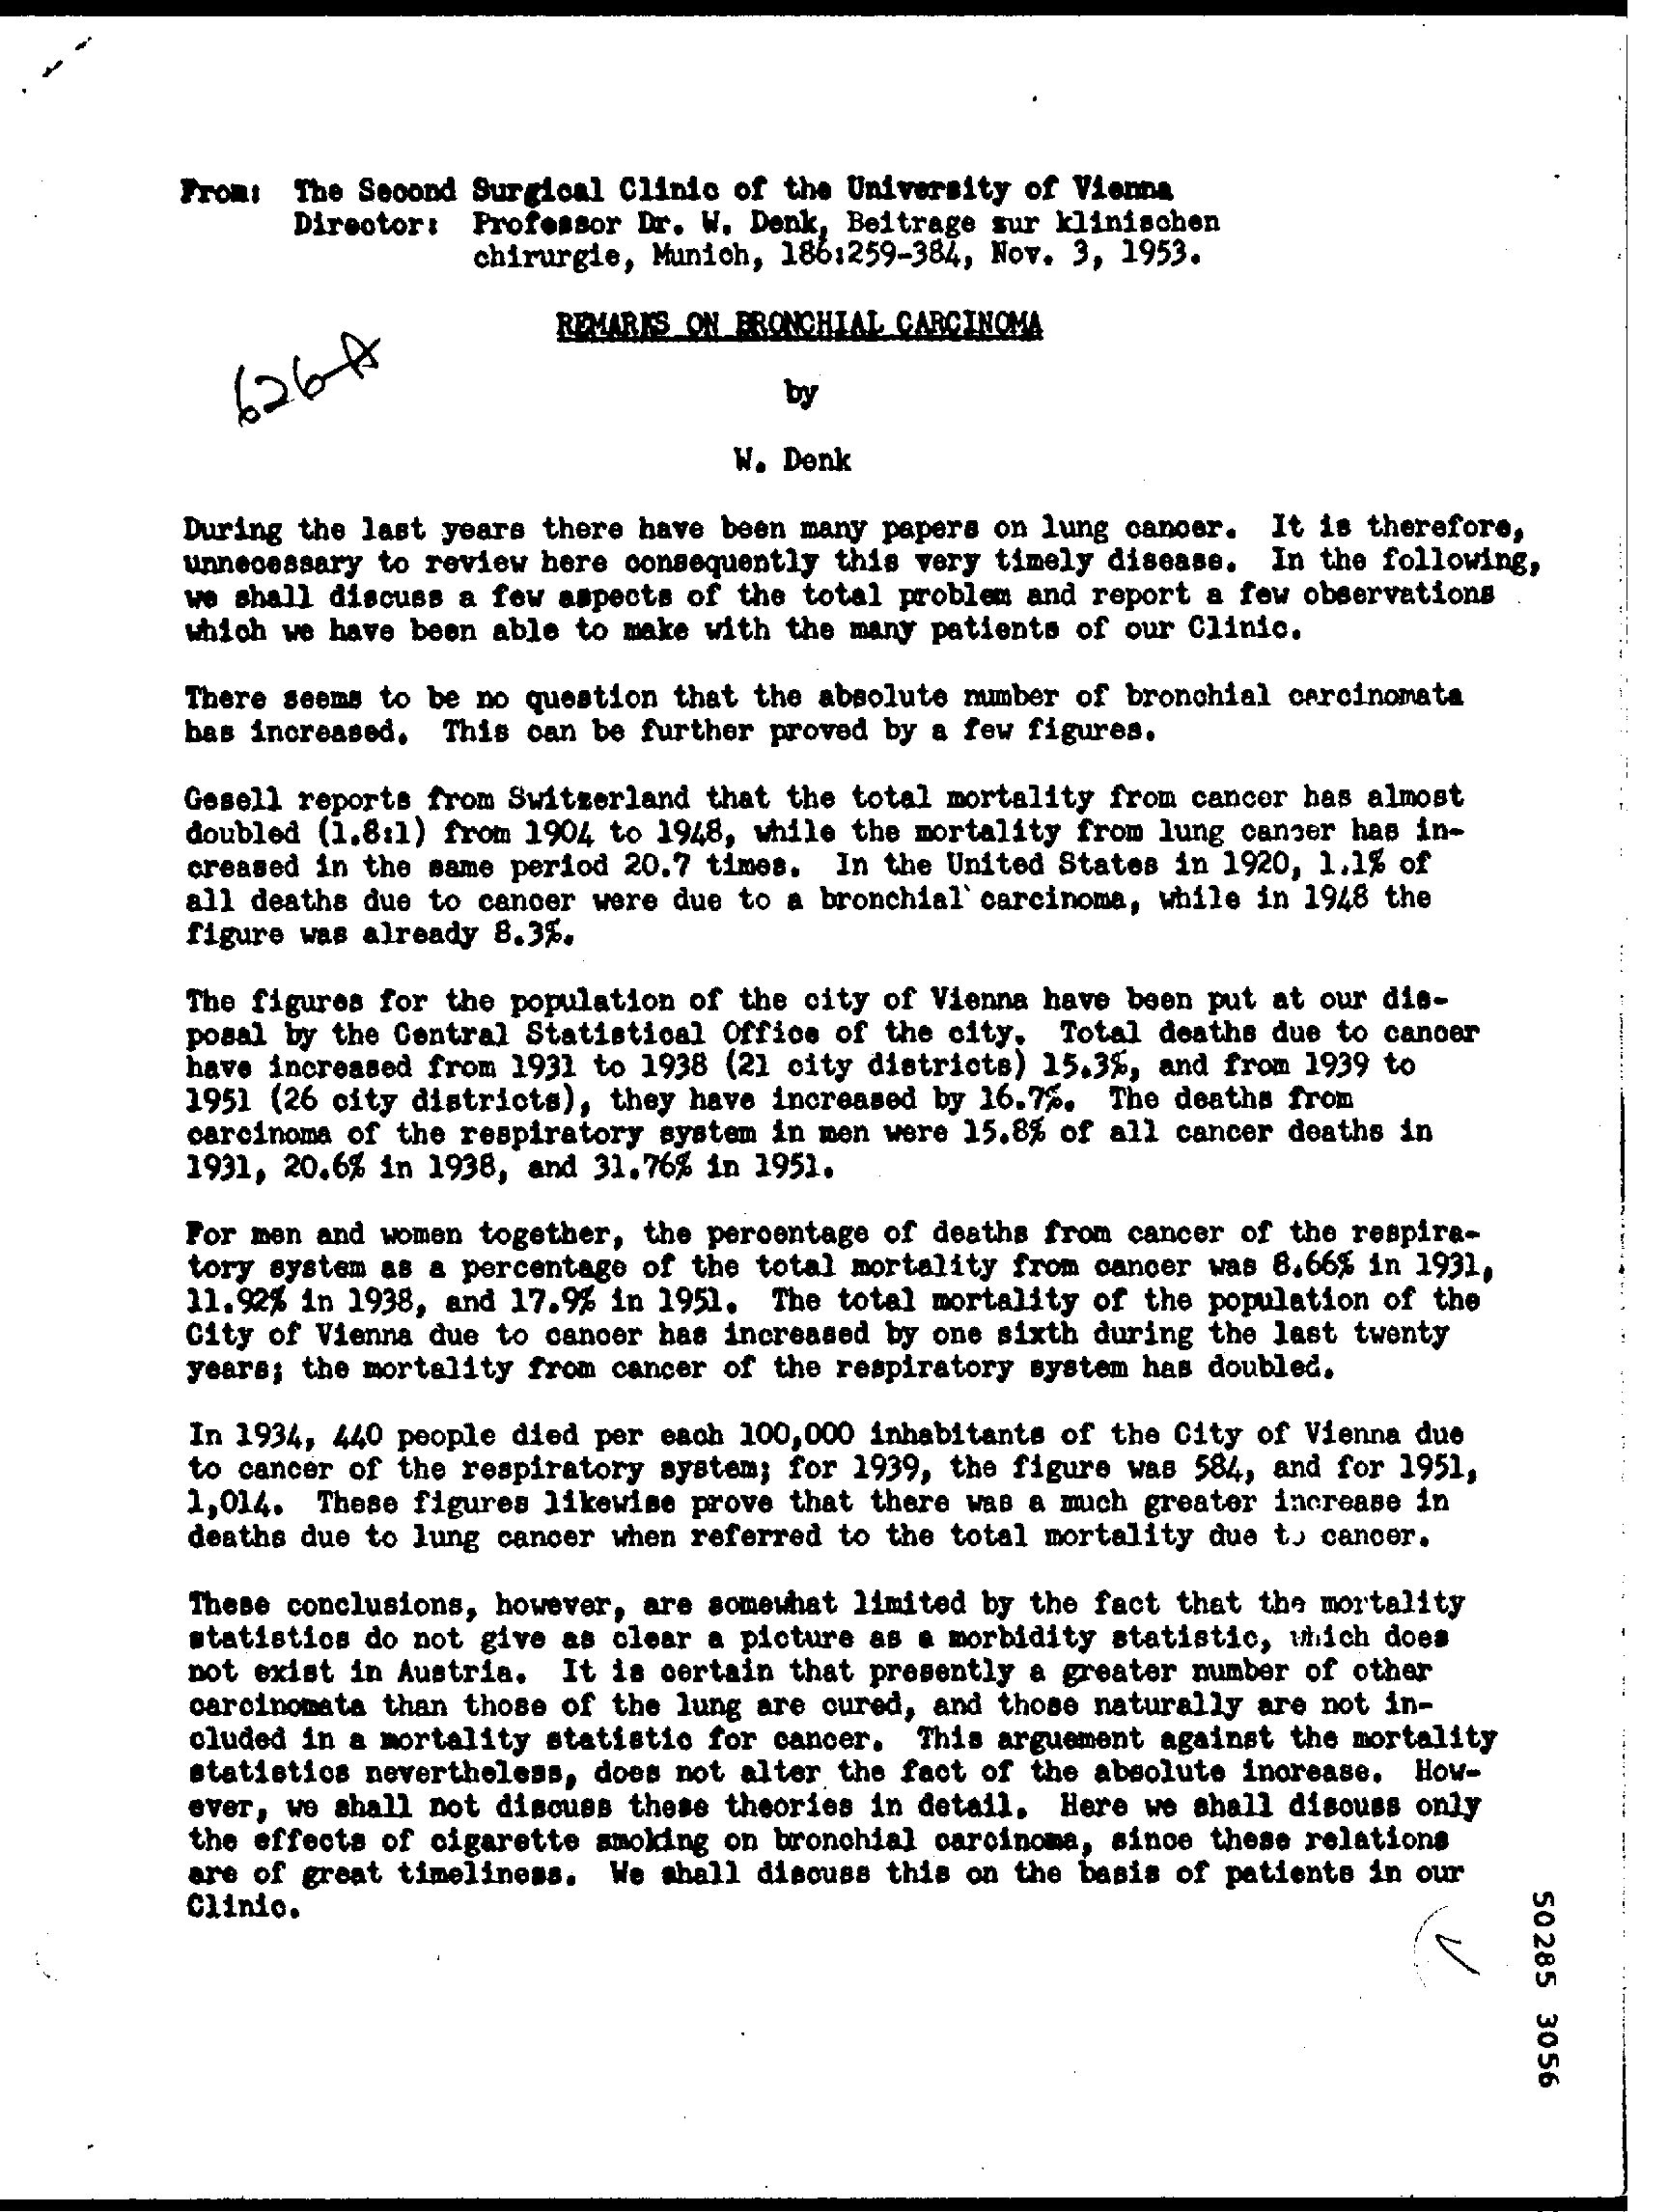 From: The Second Surgical Clinic of the University of Vienna
Director: Professor Dr. W. Denk, Beitrage zur klinischen
chirurgie, Munich, 186:259-384, Nov. 3, 1953.
REMARKS ON BRONCHIAL CARCINOMA
626-A
by
W. Denk
During the last years there have been many papers on lung cancer. It is therefore,
unnecessary to review here consequently this very timely disease. In the following,
we shall discuss a few aspects of the total problem and report a few observations
which we have been able to make with the many patients of our Clinic.
There seems to be no question that the absolute number of bronchial carcinomata
has increased. This can be further proved by a few figures.
Gesell reports from Switzerland that the total mortality from cancer has almost
doubled (1.8:1) from 1904 to 1948, while the mortality from lung cancer has in-
creased in the same period 20.7 times. In the United States in 1920, 1.1% of
all deaths due to cancer were due to a bronchial carcinoma, while in 1948 the
figure was already 8.3%.
The figures for the population of the city of Vienna have been put at our dis-
posal by the Central Statistical Office of the city. Total deaths due to cancer
have increased from 1931 to 1938 (21 city districts) 15.3%, and from 1939 to
1951 (26 city districts), they have increased by 16.7%. The deaths from
carcinoma of the respiratory system in men were 15.8% of all cancer deaths in
1931, 20.6% in 1938, and 31.76% in 1951.
For men and women together, the percentage of deaths from cancer of the respira-
tory system as a percentage of the total mortality from cancer was 8.66% in 1931,
11.92% in 1938, and 17.9% in 1951. The total mortality of the population of the
City of Vienna due to cancer has increased by one sixth during the last twenty
years; the mortality from cancer of the respiratory system has doubled.
In 1934, 440 people died per each 100,000 inhabitants of the City of Vienna due
to cancer of the respiratory system; for 1939, the figure was 584, and for 1951,
1,014. These figures likewise prove that there was a much greater increase in
deaths due to lung cancer when referred to the total mortality due to cancer.
These conclusions, however, are somewhat limited by the fact that the mortality
statistics do not give as clear a picture as a morbidity statistic, which does
not exist in Austria. It is certain that presently a greater number of other
carcinomata than those of the lung are cured, and those naturally are not in-
cluded in a mortality statistic for cancer. This arguement against the mortality
statistics nevertheless, does not alter the fact of the absolute increase. How-
ever, we shall not discuss these theories in detail. Here we shall discuss only
the effects of cigarette smoking on bronchial carcinoma, since these relations
are of great timeliness. We shall discuss this on the basis of patients in our
Clinic.
50285 3056